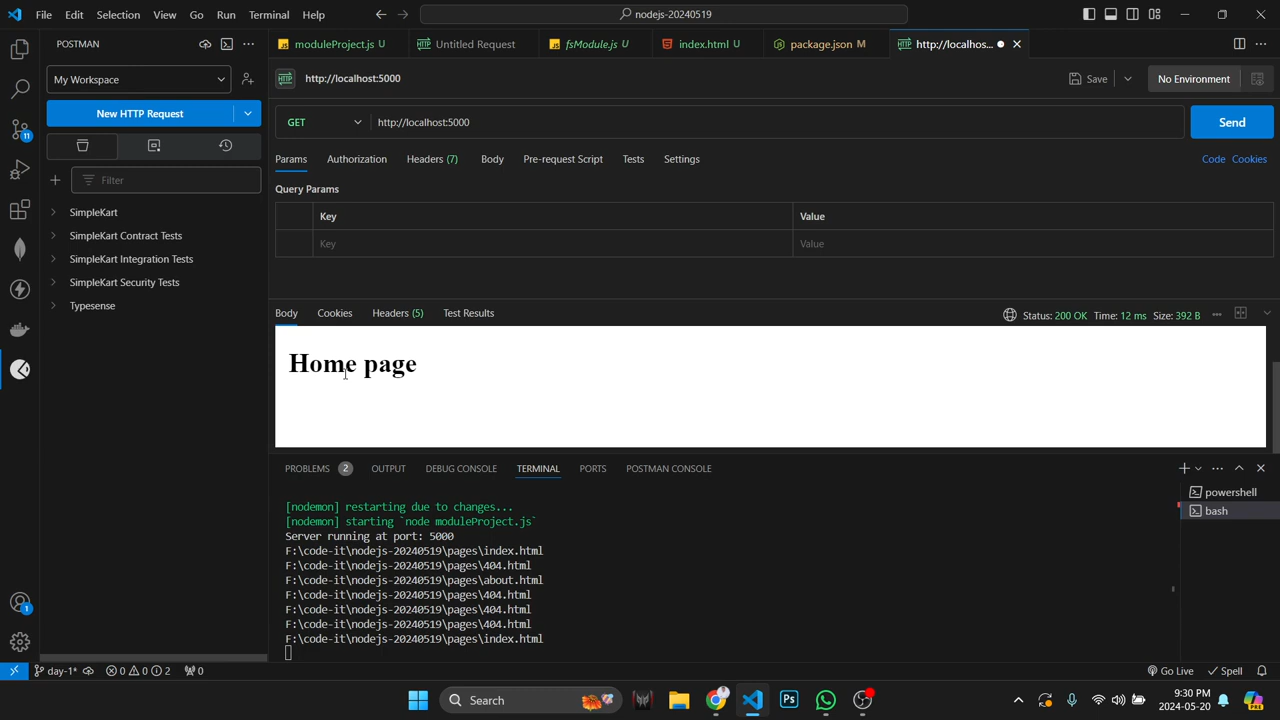 File Edit Selection View Go Run Terminal Help
nodejs-20240519
POSTMAN
moduleProject.js U
Untitled Request
fsModule.js U
index.html U
package.json M
http://localhos...
My Workspace
http://localhost:5000
Save
No Environment
New HTTP Request
GET
http://localhost:5000
Send
Params
Authorization
Headers (7)
Body
Pre-request Script
Tests
Settings
Code
Cookies
Filter
Query Params
SimpleKart
Key
Value
SimpleKart Contract Tests
Key
Value
SimpleKart Integration Tests
SimpleKart Security Tests
Typesense
Body
Cookies
Headers (5)
Test Results
Status: 200 OK Time: 12 ms Size: 392 B
Home page
PROBLEMS 2
OUTPUT
DEBUG CONSOLE
TERMINAL
PORTS
POSTMAN CONSOLE
powershell
bash
[nodemon] restarting due to changes...
[nodemon] starting `node moduleProject.js`
Server running at port: 5000
F:\code-it\nodejs-20240519\pages\index.html
F:\code-it\nodejs-20240519\pages\404.html
F:\code-it\nodejs-20240519\pages\about.html
F:\code-it\nodejs-20240519\pages\404.html
F:\code-it\nodejs-20240519\pages\404.html
F:\code-it\nodejs-20240519\pages\404.html
F:\code-it\nodejs-20240519\pages\index.html
11
1
day-1*
0 0 2
0
Go Live
Spell
Search
Ps
9:30 PM
2024-05-20
PRE